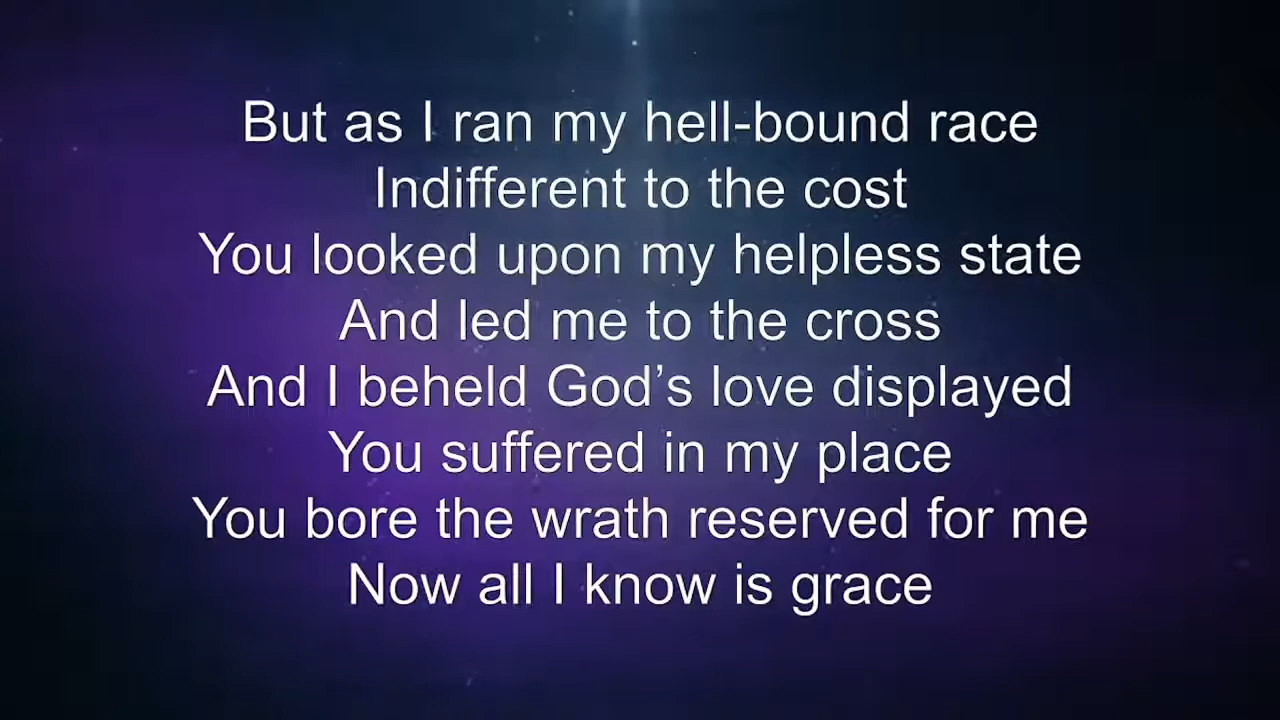 But as I ran my hell-bound race
Indifferent to the cost
You looked upon my helpless state
And led me to the cross
And I beheld God’s love displayed
You suffered in my place
You bore the wrath reserved for me
Now all I know is grace